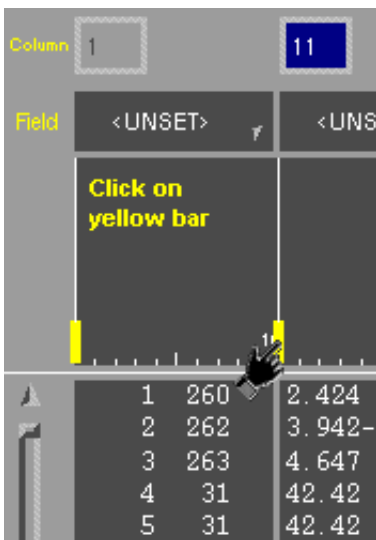 Column 1 11
Field <UNSET> <UNS
Click on
yellow bar
1 260 2.424
2 262 3.942-
3 263 4.647
4 31 42.42
5 31 42.42